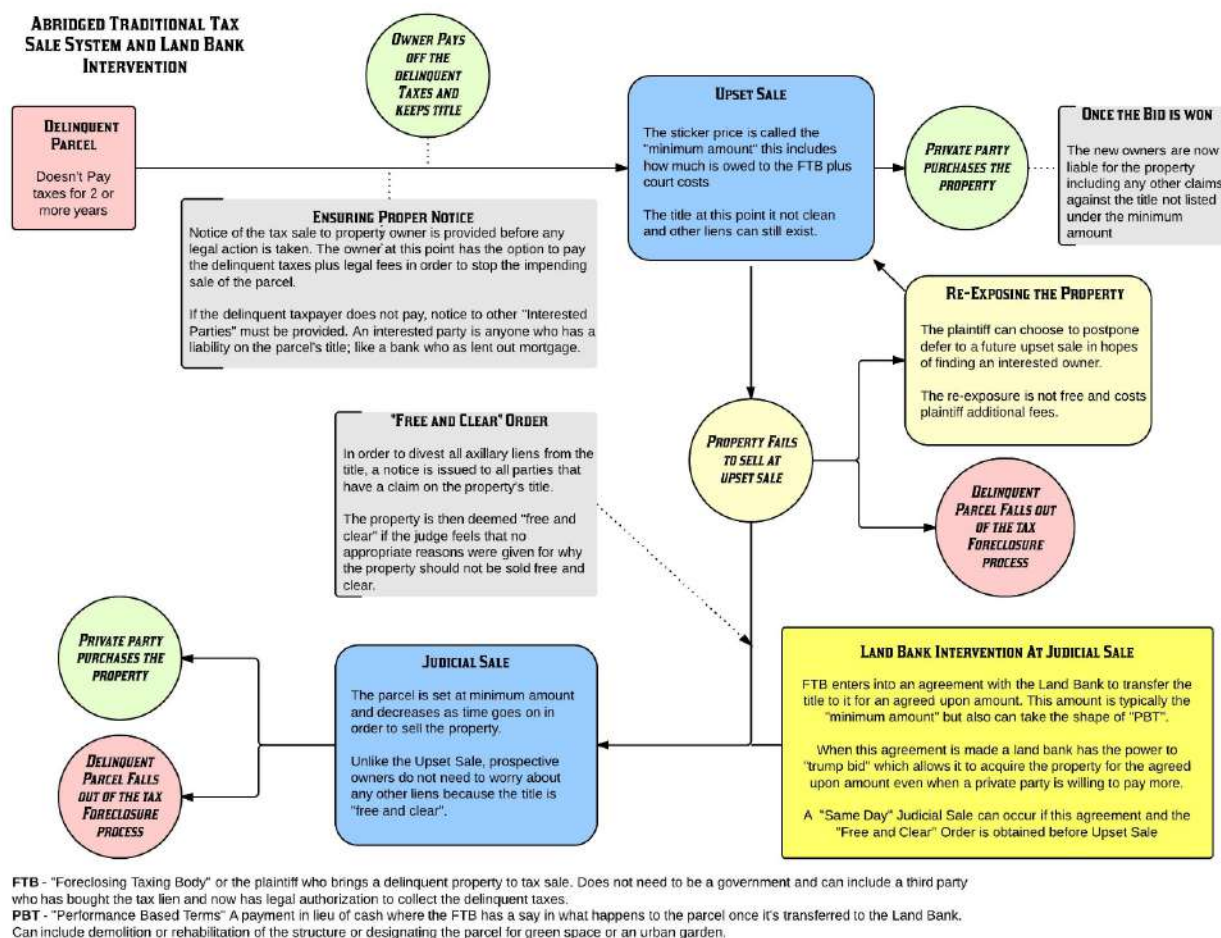 ABRIDGED TRADITIONAL TAX
SALE SYSTEM AND LAND BANK
INTERVENTION
OWNER PAYS
OFF THE
DELINQUENT
TAXES AND
KEEPS TITLE
DELINQUENT
PARCEL
Doesn't Pay
taxes for 2 or
more years
ENSURING PROPER NOTICE
Notice of the tax sale to property owner is provided before any
legal action is taken. The owner at this point has the option to pay
the delinquent taxes plus legal fees in order to stop the impending
sale of the parcel.
If the delinquent taxpayer does not pay, notice to other "Interested
Parties" must be provided. An interested party is anyone who has a
liability on the parcel's title; like a bank who as lent out mortgage.
UPSET SALE
The sticker price is called the
"minimum amount" this includes
how much is owed to the FTB plus
court costs
The title at this point it not clean
and other liens can still exist.
PRIVATE PARTY
PURCHASES THE
PROPERTY
ONCE THE BID IS WON
The new owners are now
liable for the property
including any other claims
against the title not listed
under the minimum
amount
RE-EXPOSING THE PROPERTY
The plaintiff can choose to postpone
defer to a future upset sale in hopes
of finding an interested owner.
The re-exposure is not free and costs
plaintiff additional fees.
PROPERTY FAILS
TO SELL AT
UPSET SALE
DELINQUENT
PARCEL FALLS OUT
OF THE TAX
FORECLOSURE
PROCESS
"FREE AND CLEAR" ORDER
In order to divest all axillary liens from the
title, a notice is issued to all parties that
have a claim on the property's title.
The property is then deemed "free and
clear" if the judge feels that no
appropriate reasons were given for why
the property should not be sold free and
clear.
PRIVATE PARTY
PURCHASES THE
PROPERTY
DELINQUENT
PARCEL FALLS
OUT OF THE TAX
FORECLOSURE
PROCESS
JUDICIAL SALE
The parcel is set at minimum amount
and decreases as time goes on in
order to sell the property.
Unlike the Upset Sale, prospective
owners do not need to worry about
any other liens because the title is
"free and clear".
LAND BANK INTERVENTION AT JUDICIAL SALE
FTB enters into an agreement with the Land Bank to transfer the
title to it for an agreed upon amount. This amount is typically the
"minimum amount" but also can take the shape of "PBT".
When this agreement is made a land bank has the power to
"trump bid" which allows it to acquire the property for the agreed
upon amount even when a private party is willing to pay more.
A "Same Day" Judicial Sale can occur if this agreement and the
"Free and Clear" Order is obtained before Upset Sale
FTB - "Foreclosing Taxing Body" or the plaintiff who brings a delinquent property to tax sale. Does not need to be a government and can include a third party
who has bought the tax lien and now has legal authorization to collect the delinquent taxes.
PBT - "Performance Based Terms" A payment in lieu of cash where the FTB has a say in what happens to the parcel once it's transferred to the Land Bank.
Can include demolition or rehabilitation of the structure or designating the parcel for green space or an urban garden.